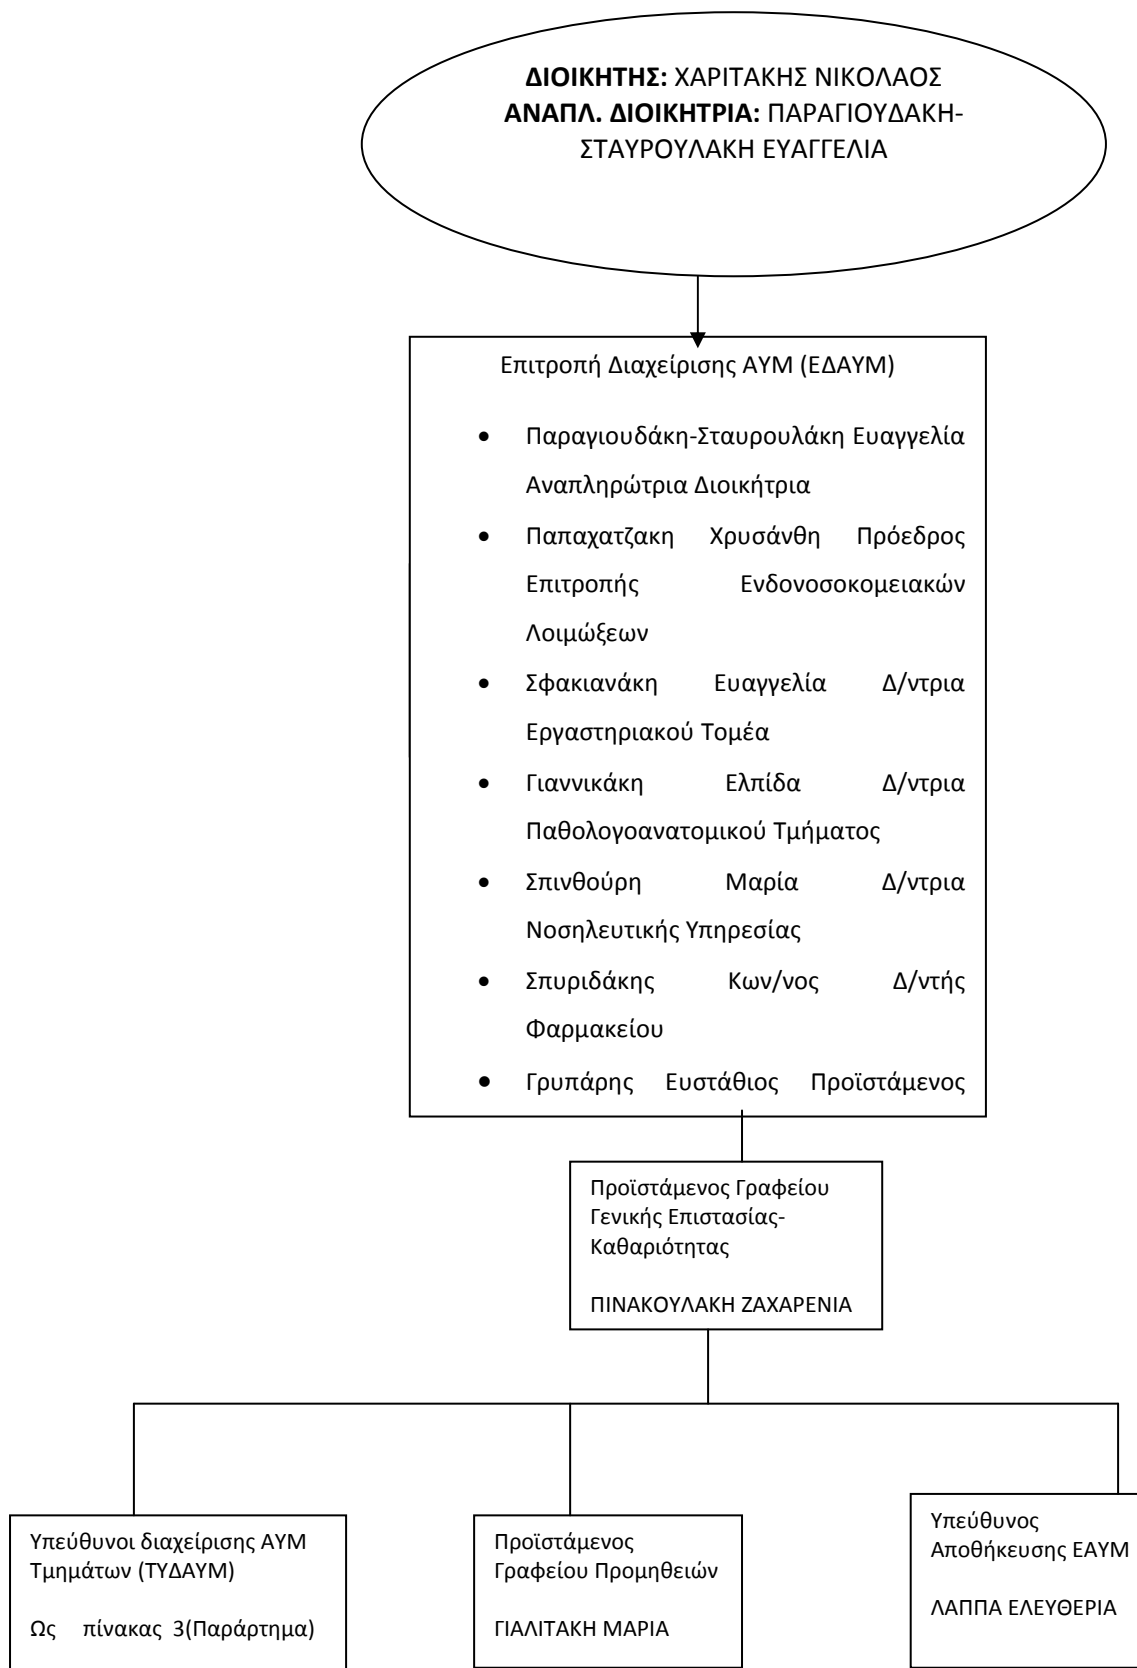 ΔΙΟΙΚΗΤΗΣ: ΧΑΡΙΤΑΚΗΣ ΝΙΚΟΛΑΟΣ
ΑΝΑΠΛ. ΔΙΟΙΚΗΤΡΙΑ: ΠΑΡΑΓΙΟΥΔΑΚΗ-
ΣΤΑΥΡΟΥΛΑΚΗ ΕΥΑΓΓΕΛΙΑ
Επιτροπή Διαχείρισης ΑΥΜ (ΕΔΑΥΜ)
• Παραγιουδάκη-Σταυρουλάκη Ευαγγελία
Αναπληρώτρια Διοικήτρια
• Παπαχατζακη Χρυσάνθη Πρόεδρος
Επιτροπής Ενδονοσοκομειακών
Λοιμώξεων
• Σφακιανάκη Ευαγγελία Δ/ντρια
Εργαστηριακού Τομέα
• Γιαννικάκη Ελπίδα Δ/ντρια
Παθολογοανατομικού Τμήματος
• Σπινθούρη Μαρία Δ/ντρια
Νοσηλευτικής Υπηρεσίας
• Σπυριδάκης Κων/νος Δ/ντής
Φαρμακείου
• Γρυπάρης Ευστάθιος Προϊστάμενος
Προϊστάμενος Γραφείου
Γενικής Επιστασίας-
Καθαριότητας
ΠΙΝΑΚΟΥΛΑΚΗ ΖΑΧΑΡΕΝΙΑ
Υπεύθυνοι διαχείρισης ΑΥΜ
Τμημάτων (ΤΥΔΑΥΜ)
Ως πίνακας 3(Παράρτημα)
Προϊστάμενος
Γραφείου Προμηθειών
ΓΙΑΛΙΤΑΚΗ ΜΑΡΙΑ
Υπεύθυνος
Αποθήκευσης ΕΑΥΜ
ΛΑΠΠΑ ΕΛΕΥΘΕΡΙΑ